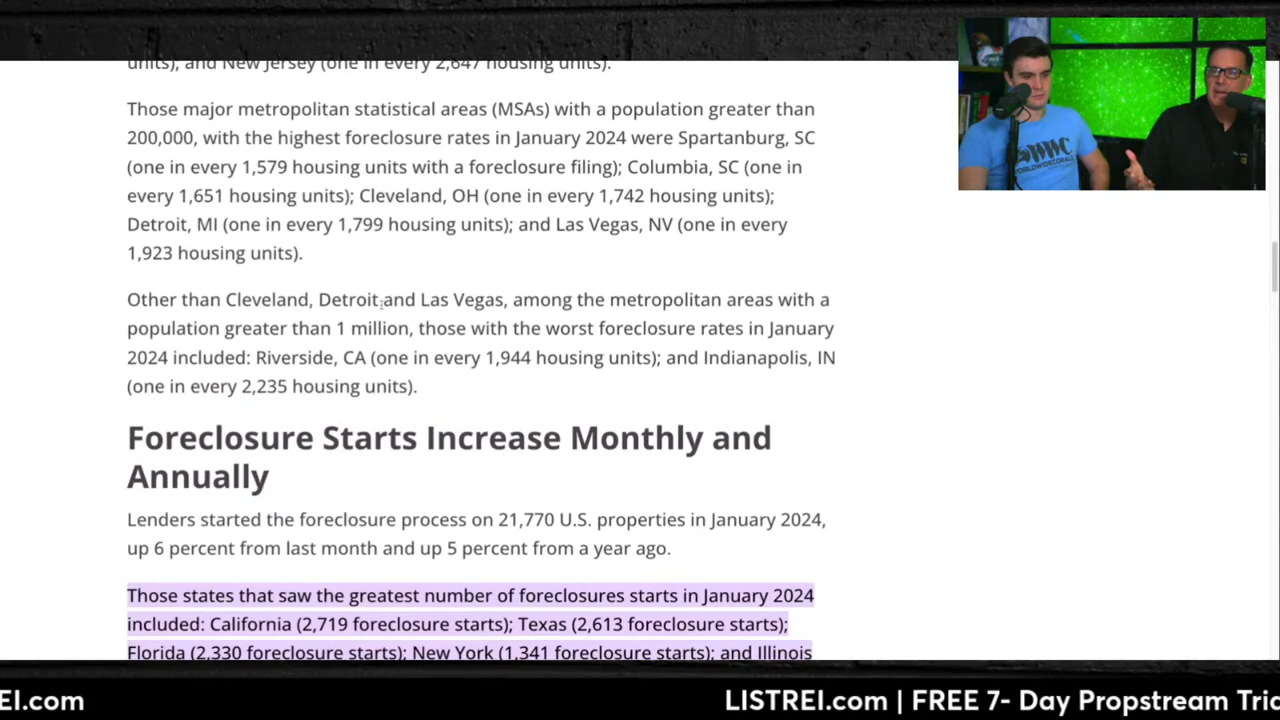 units), and New Jersey (one in every 2,647 housing units).
Those major metropolitan statistical areas (MSAs) with a population greater than
200,000, with the highest foreclosure rates in January 2024 were Spartanburg, SC
(one in every 1,579 housing units with a foreclosure filing); Columbia, SC (one in
every 1,651 housing units); Cleveland, OH (one in every 1,742 housing units);
Detroit, MI (one in every 1,799 housing units); and Las Vegas, NV (one in every
1,923 housing units).
Other than Cleveland, Detroit and Las Vegas, among the metropolitan areas with a
population greater than 1 million, those with the worst foreclosure rates in January
2024 included: Riverside, CA (one in every 1,944 housing units); and Indianapolis, IN
(one in every 2,235 housing units).
Foreclosure Starts Increase Monthly and
Annually
Lenders started the foreclosure process on 21,770 U.S. properties in January 2024,
up 6 percent from last month and up 5 percent from a year ago.
Those states that saw the greatest number of foreclosures starts in January 2024
included: California (2,719 foreclosure starts); Texas (2,613 foreclosure starts);
Florida (2,330 foreclosure starts); New York (1,341 foreclosure starts); and Illinois
WWC
WORLDWIDECORALS
EI.com
LISTREI.com | FREE 7- Day Propstream Tria